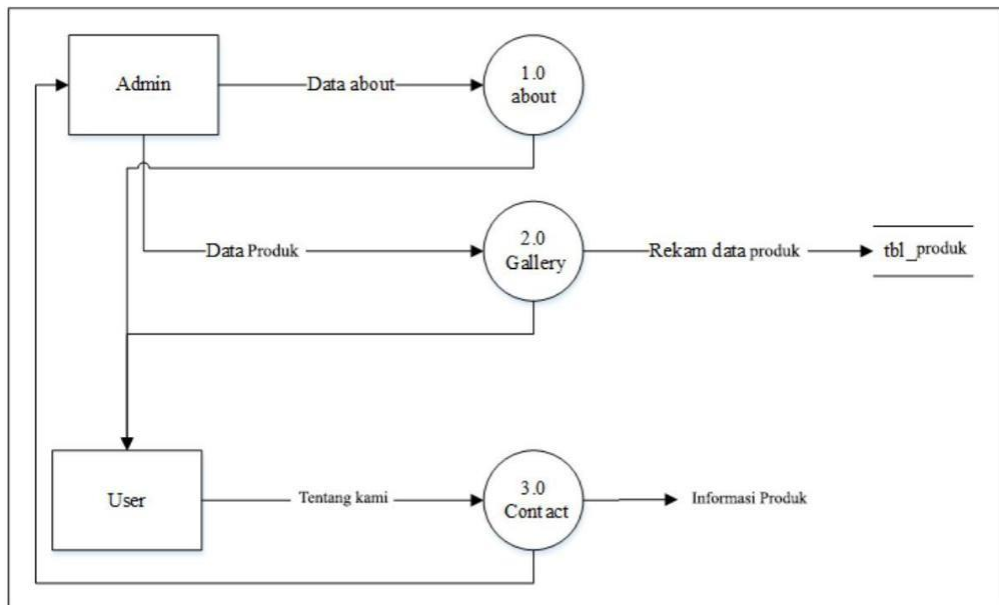 Admin
Data about
1.0
about
Data Produk
2.0
Gallery
Rekam data produk
tbl_produk
User
Tentang kami
3.0
Contact
Informasi Produk